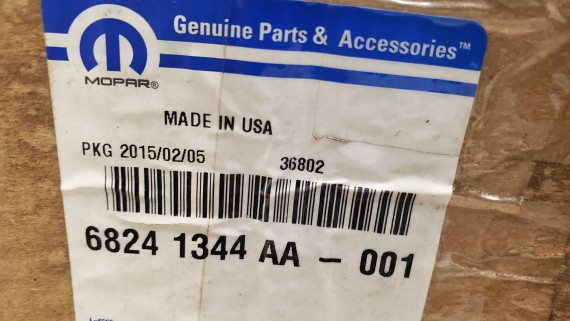 Genuine Parts & Accessories™
MOPAR®
MADE IN USA
PKG 2015/02/05 36802
6824 1344 AA - 001